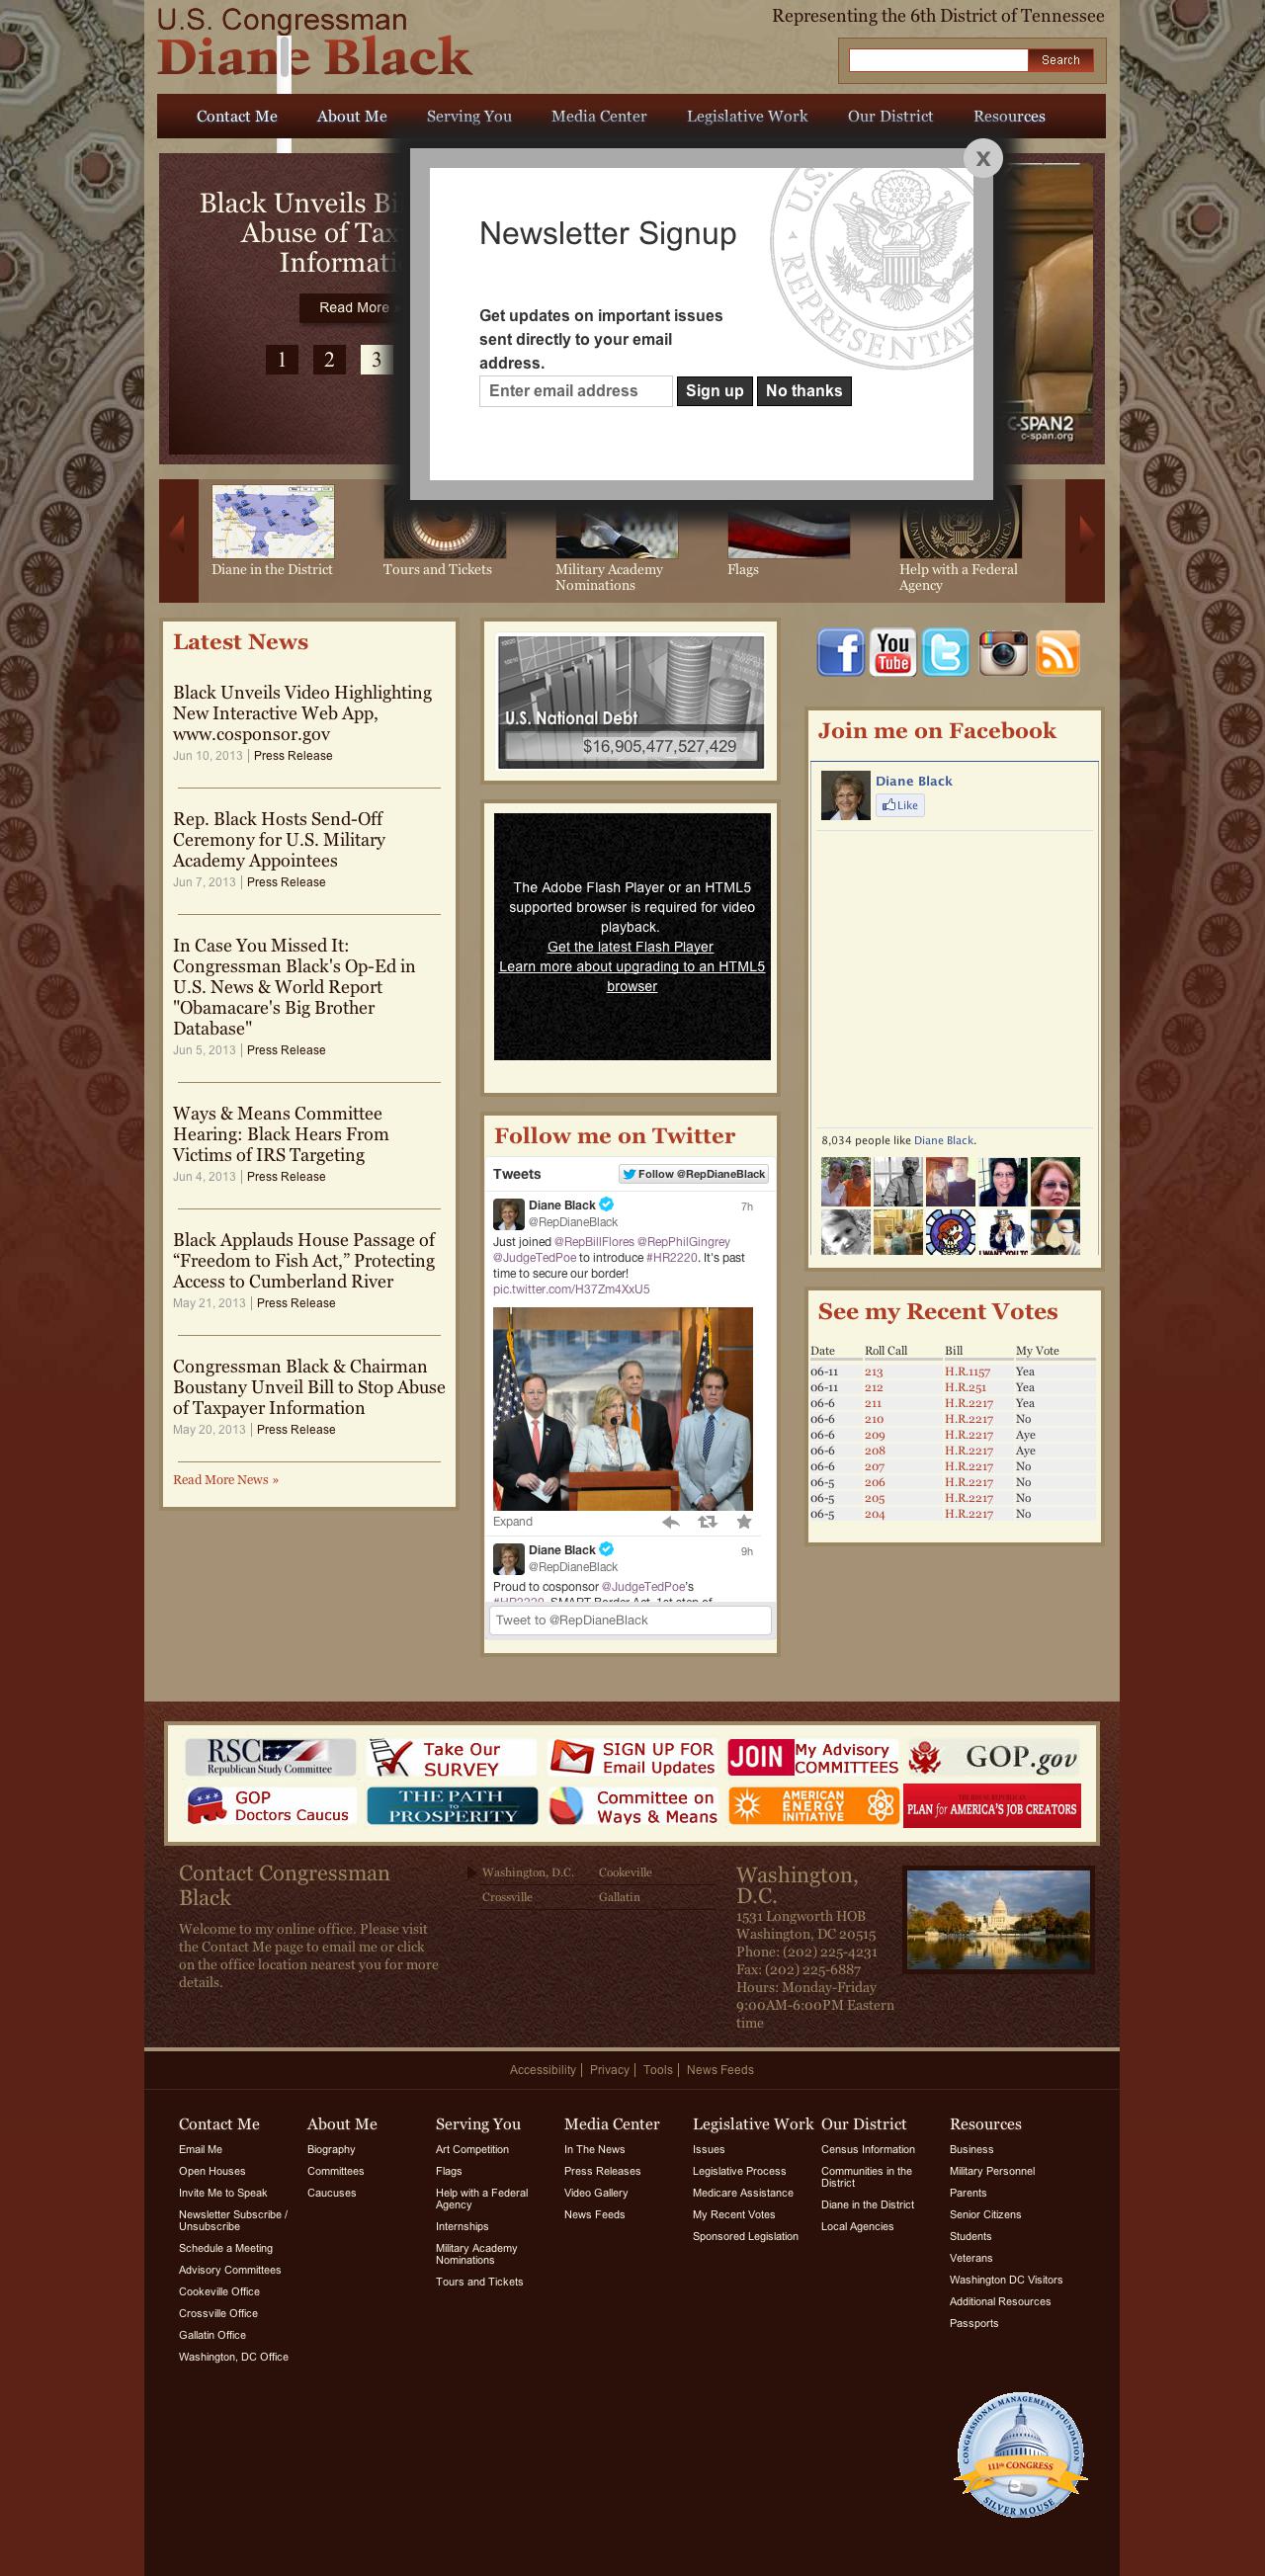 U.S. Congressman
Diane Black
Representing the 6th District of Tennessee
Search
Contact Me About Me Serving You Media Center Legislative Work Our District Resources
Black Unveils
Abuse of
Read More
1 2 3
X
Newsletter Signup
Get updates on important issues
sent directly to your email
address.
Enter email address Sign up No thanks
C-SPAN2
c-span.org
Diane in the District
Tours and Tickets
Military Academy
Nominations
Flags
Help with a Federal
Agency
Latest News
Black Unveils Video Highlighting
New Interactive Web App,
www.cosponsor.gov
Jun 10, 2013 | Press Release
Rep. Black Hosts Send-Off
Ceremony for U.S. Military
Academy Appointees
Jun 7, 2013 | Press Release
In Case You Missed It:
Congressman Black's Op-Ed in
U.S. News & World Report
"Obamacare's Big Brother
Database"
Jun 5, 2013 | Press Release
Ways & Means Committee
Hearing: Black Hears From
Victims of IRS Targeting
Jun 4, 2013 | Press Release
Black Applauds House Passage of
“Freedom to Fish Act,” Protecting
Access to Cumberland River
May 21, 2013 | Press Release
Congressman Black & Chairman
Boustany Unveil Bill to Stop Abuse
of Taxpayer Information
May 20, 2013 | Press Release
Read More News »
U.S. National Debt
$16,905,477,527,429
The Adobe Flash Player or an HTML5
supported browser is required for video
playback.
Get the latest Flash Player
Learn more about upgrading to an HTML5
browser
Follow me on Twitter
Tweets Follow @RepDianeBlack
Diane Black 7h
@RepDianeBlack
Just joined @RepBillFlores @RepPhilGingrey
@JudgeTedPoe to introduce #HR2220. It's past
time to secure our border!
pic.twitter.com/H37Zm4XxU5
Expand
Diane Black 9h
@RepDianeBlack
Proud to cosponsor @JudgeTedPoe's
Tweet to @RepDianeBlack
You
Tube
Join me on Facebook
Diane Black
Like
8,034 people like Diane Black.
See my Recent Votes
Date Roll Call Bill My Vote
06-11 213 H.R.1157 Yea
06-11 212 H.R.251 Yea
06-6 211 H.R.2217 Yea
06-6 210 H.R.2217 No
06-6 209 H.R.2217 Aye
06-6 208 H.R.2217 Aye
06-6 207 H.R.2217 No
06-5 206 H.R.2217 No
06-5 205 H.R.2217 No
06-5 204 H.R.2217 No
RSC
Republican Study Committee
Take Our
SURVEY
SIGN UP FOR
Email Updates
JOIN My Advisory
COMMITTEES
GOP.gov
GOP
Doctors Caucus
THE PATH
TO
PROSPERITY
Committee on
Ways & Means
AMERICAN
ENERGY
INITIATIVE
PLAN for AMERICA'S JOB CREATORS
Contact Congressman
Black
Welcome to my online office. Please visit
the Contact Me page to email me or click
on the office location nearest you for more
details.
Washington, D.C. Cookeville
Crossville Gallatin
Washington,
D.C.
1531 Longworth HOB
Washington, DC 20515
Phone: (202) 225-4231
Fax: (202) 225-6887
Hours: Monday-Friday
9:00AM-6:00PM Eastern
time
Accessibility | Privacy | Tools | News Feeds
Contact Me
Email Me
Open Houses
Invite Me to Speak
Newsletter Subscribe /
Unsubscribe
Schedule a Meeting
Advisory Committees
Cookeville Office
Crossville Office
Gallatin Office
Washington, DC Office
About Me
Biography
Committees
Caucuses
Serving You
Art Competition
Flags
Help with a Federal
Agency
Internships
Military Academy
Nominations
Tours and Tickets
Media Center
In The News
Press Releases
Video Gallery
News Feeds
Legislative Work
Issues
Legislative Process
Medicare Assistance
My Recent Votes
Sponsored Legislation
Our District
Census Information
Communities in the
District
Diane in the District
Local Agencies
Resources
Business
Military Personnel
Parents
Senior Citizens
Students
Veterans
Washington DC Visitors
Additional Resources
Passports
CONGRESSIONAL MANAGEMENT FOUNDATION
111th CONGRESS
SILVER MOUSE